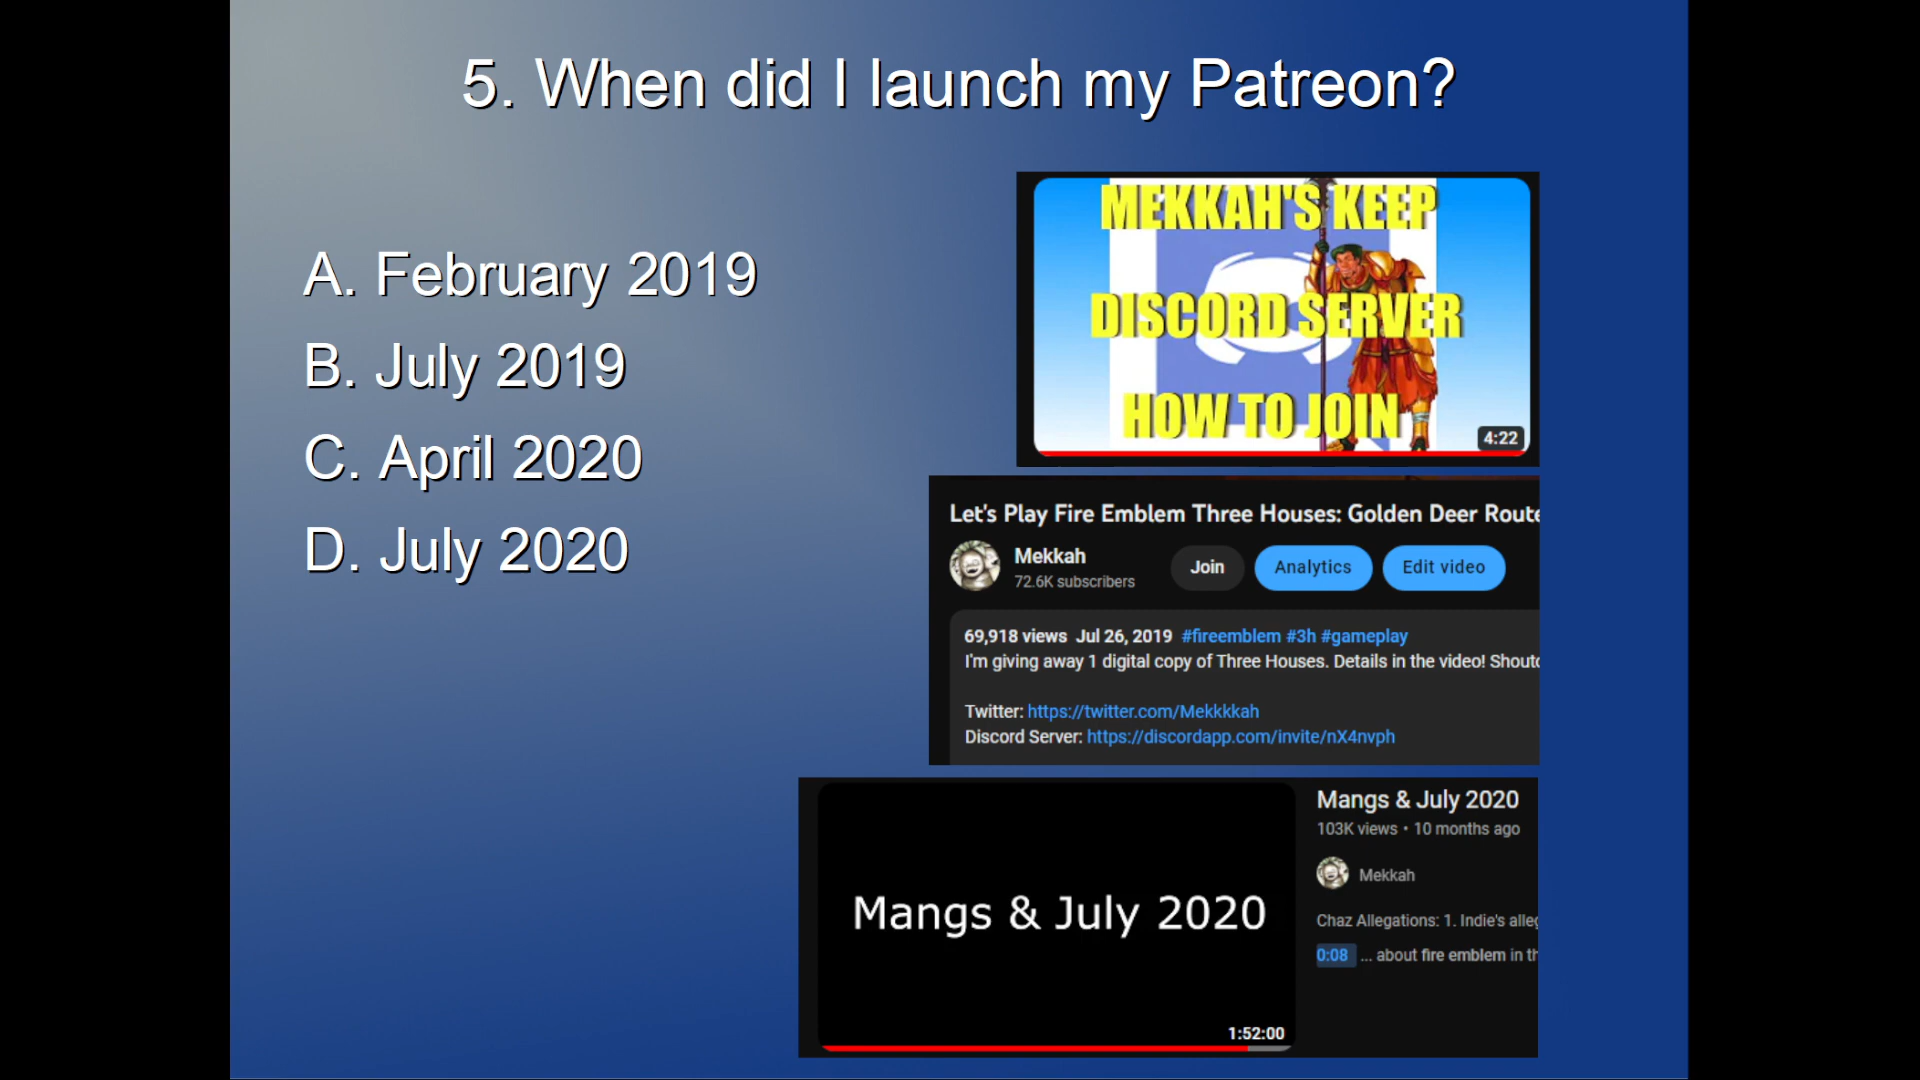 5. When did I launch my Patreon?
A. February 2019
B. July 2019
C. April 2020
D. July 2020
MEKKAH'S KEEP
DISCORD SERVER
HOW TO JOIN
4:22
Let's Play Fire Emblem Three Houses: Golden Deer Route
Mekkah
72.6K subscribers
Join
Analytics
Edit video
69,918 views Jul 26, 2019 #fireemblem #3h #gameplay
I'm giving away 1 digital copy of Three Houses. Details in the video! Shoutc
Twitter: https://twitter.com/Mekkkkah
Discord Server: https://discordapp.com/invite/nX4nvph
Mangs & July 2020
1:52:00
Mangs & July 2020
103K views • 10 months ago
Mekkah
Chaz Allegations: 1. Indie's alleg
0:08 ... about fire emblem in th